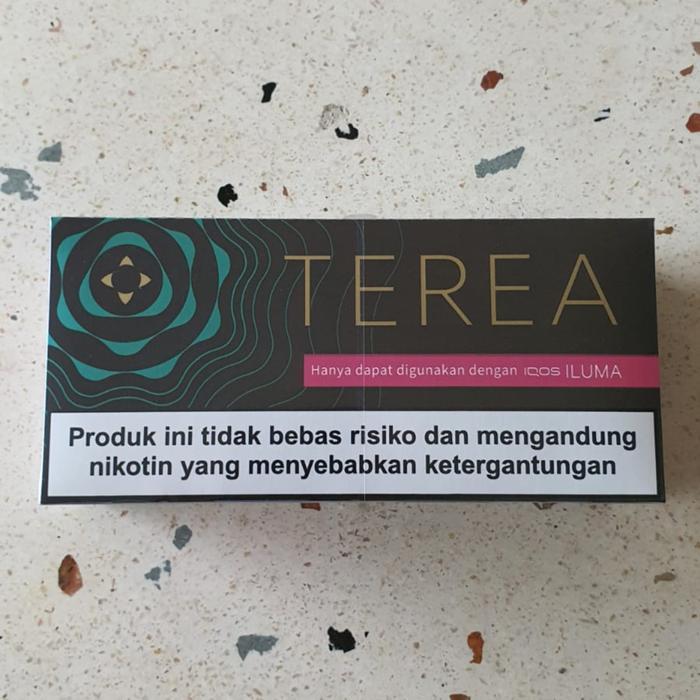 TEREA
Hanya dapat digunakan dengan IQOS ILUMA
Produk ini tidak bebas risiko dan mengandung
nikotin yang menyebabkan ketergantungan